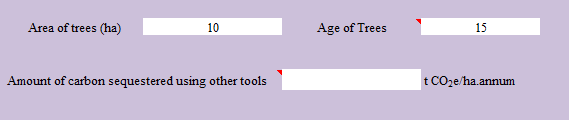 Area of trees (ha) 10 Age of Trees 15
Amount of carbon sequestered using other tools t CO₂e/ha.annum